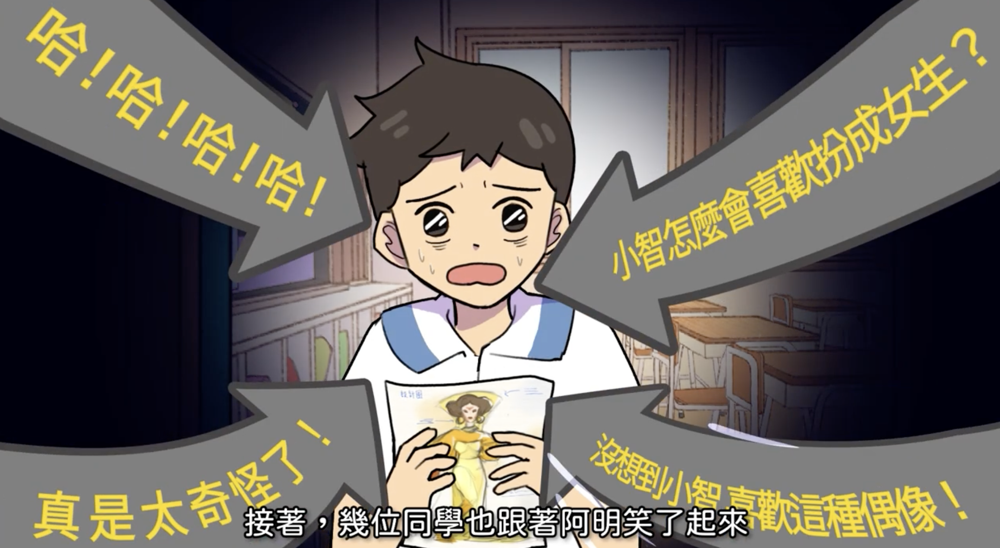 哈！哈！哈！哈！
小智怎麼會喜歡扮成女生？
設計圖
真是太奇怪了！
沒想到小智喜歡這種偶像！
接著，幾位同學也跟著阿明笑了起來